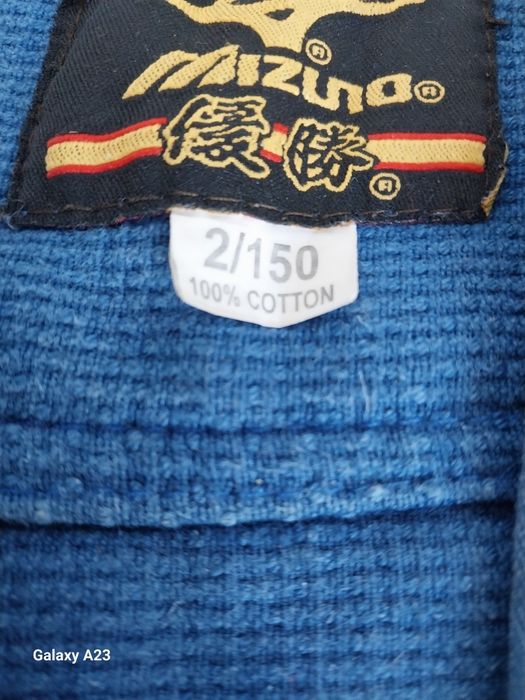 Mizuno®
優勝
2/150
100% COTTON
Galaxy A23